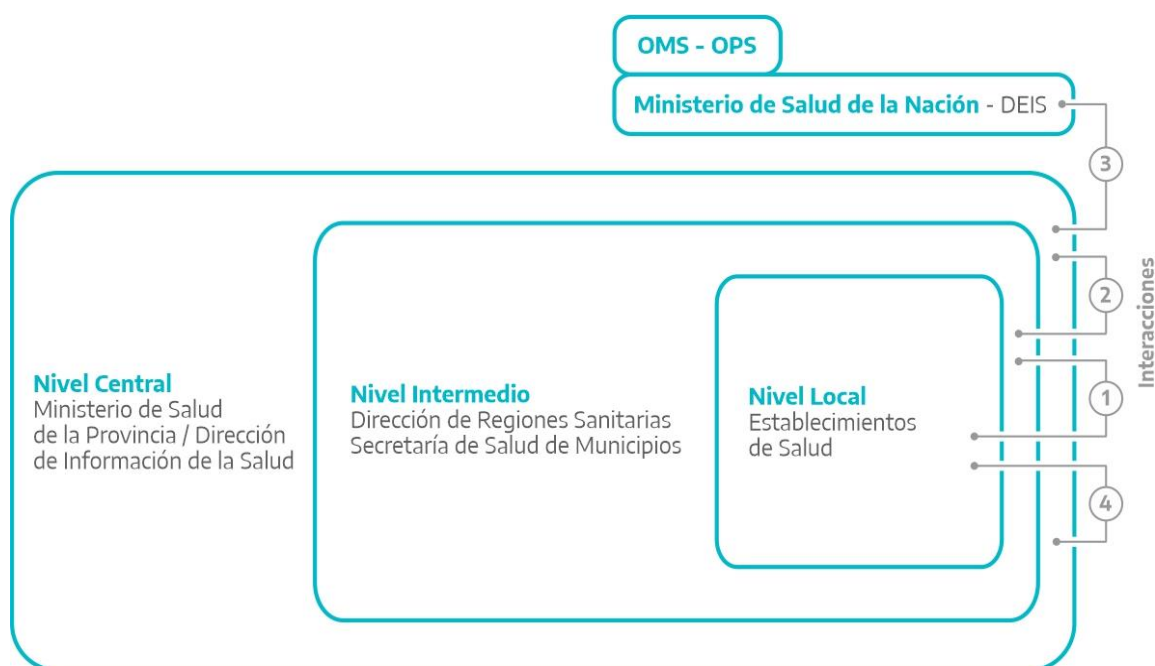 OMS - OPS
Ministerio de Salud de la Nación - DEIS
3
2
Interacciones
1
4
Nivel Central
Ministerio de Salud
de la Provincia / Dirección
de Información de la Salud
Nivel Intermedio
Dirección de Regiones Sanitarias
Secretaría de Salud de Municipios
Nivel Local
Establecimientos
de Salud